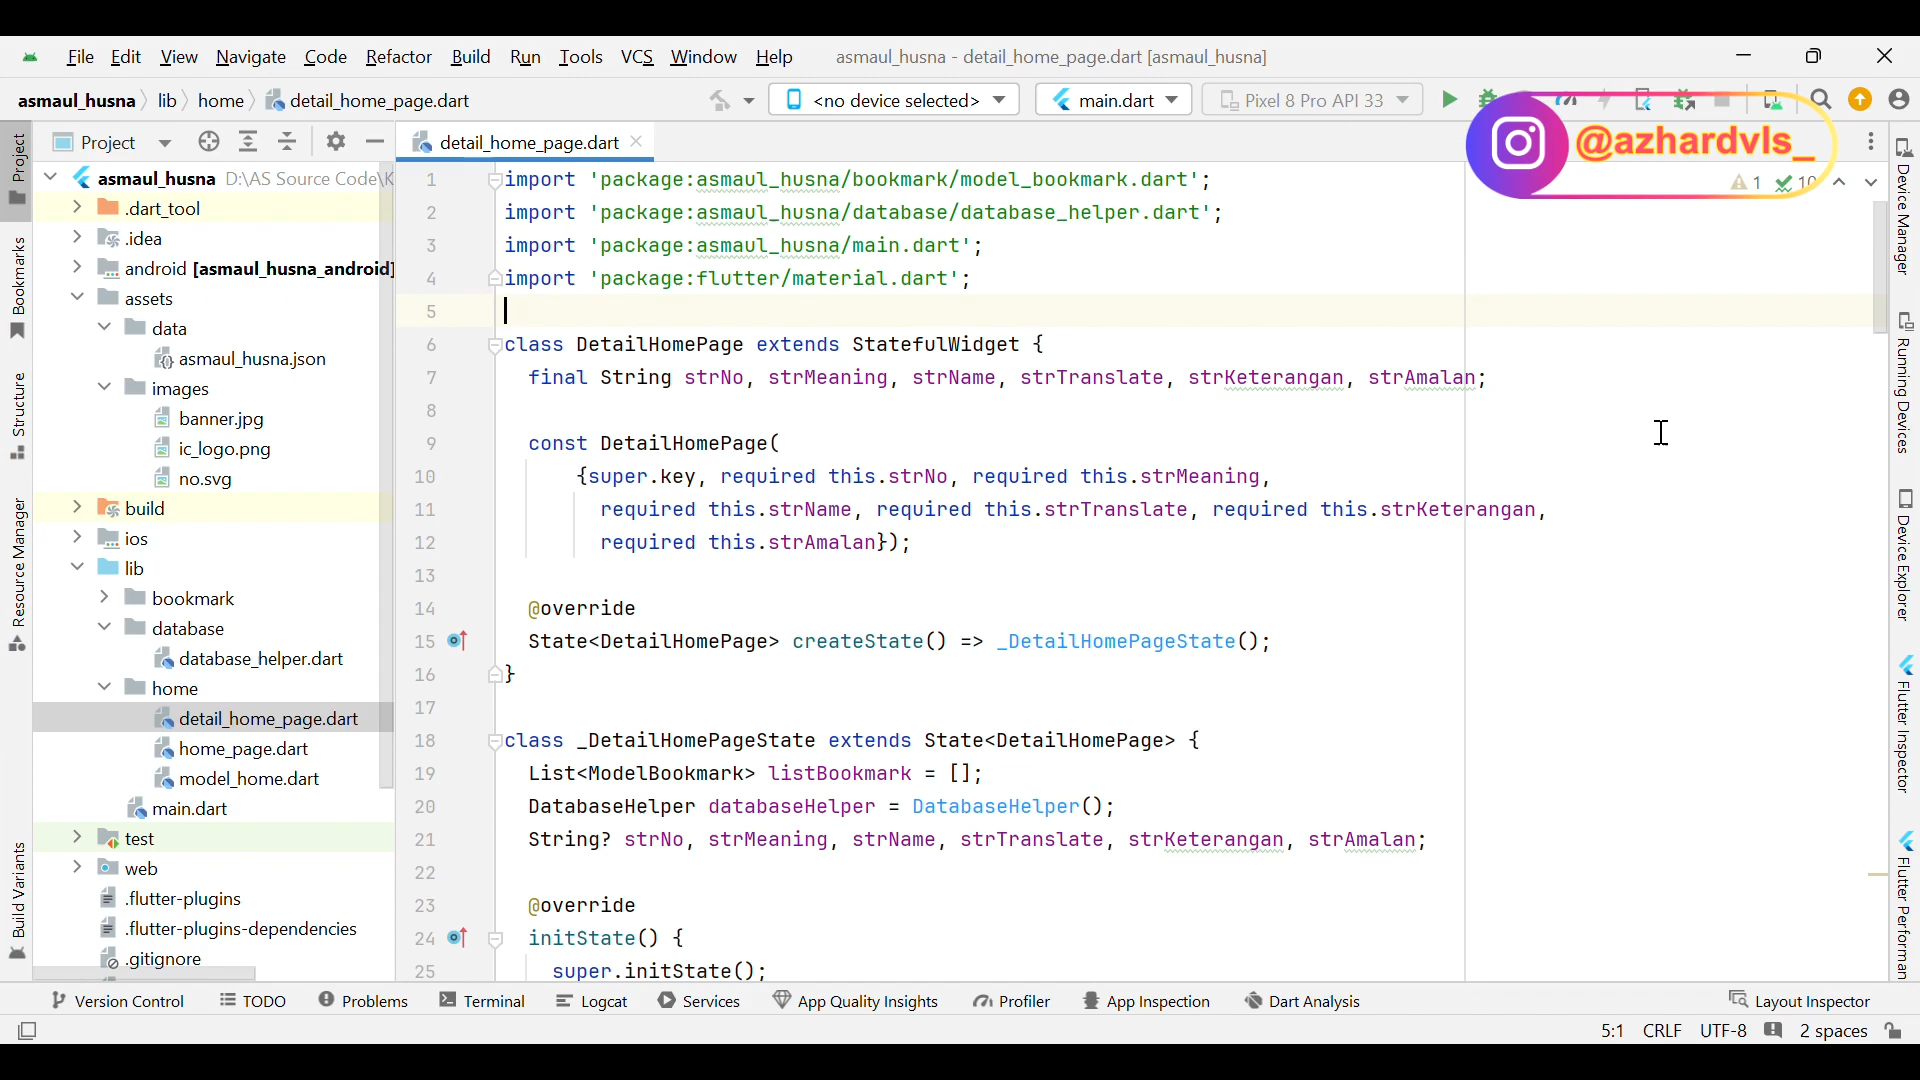 File Edit View Navigate Code Refactor Build Run Tools VCS Window Help asmaul_husna - detail_home_page.dart [asmaul_husna]
asmaul_husna lib home detail_home_page.dart <no device selected> main.dart Pixel 8 Pro API 33
@azhardvls_
Project detail_home_page.dart
1 10
Project
Bookmarks
Structure
Resource Manager
Build Variants
asmaul_husna D:\AS Source Code\K
.dart_tool
.idea
android [asmaul_husna_android]
assets
data
asmaul_husna.json
images
banner.jpg
ic_logo.png
no.svg
build
ios
lib
bookmark
database
database_helper.dart
home
detail_home_page.dart
home_page.dart
model_home.dart
main.dart
test
web
.flutter-plugins
.flutter-plugins-dependencies
.gitignore
1 import 'package:asmaul_husna/bookmark/model_bookmark.dart';
2 import 'package:asmaul_husna/database/database_helper.dart';
3 import 'package:asmaul_husna/main.dart';
4 import 'package:flutter/material.dart';
5
6 class DetailHomePage extends StatefulWidget {
7 final String strNo, strMeaning, strName, strTranslate, strKeterangan, strAmalan;
8
9 const DetailHomePage(
10 {super.key, required this.strNo, required this.strMeaning,
11 required this.strName, required this.strTranslate, required this.strKeterangan,
12 required this.strAmalan});
13
14 @override
15 State<DetailHomePage> createState() => _DetailHomePageState();
16 }
17
18 class _DetailHomePageState extends State<DetailHomePage> {
19 List<ModelBookmark> listBookmark = [];
20 DatabaseHelper databaseHelper = DatabaseHelper();
21 String? strNo, strMeaning, strName, strTranslate, strKeterangan, strAmalan;
22
23 @override
24 initState() {
25 super.initState();
Device Manager
Running Devices
Device Explorer
Flutter Inspector
Flutter Performan
Version Control TODO Problems Terminal Logcat Services App Quality Insights Profiler App Inspection Dart Analysis Layout Inspector
5:1 CRLF UTF-8 2 spaces